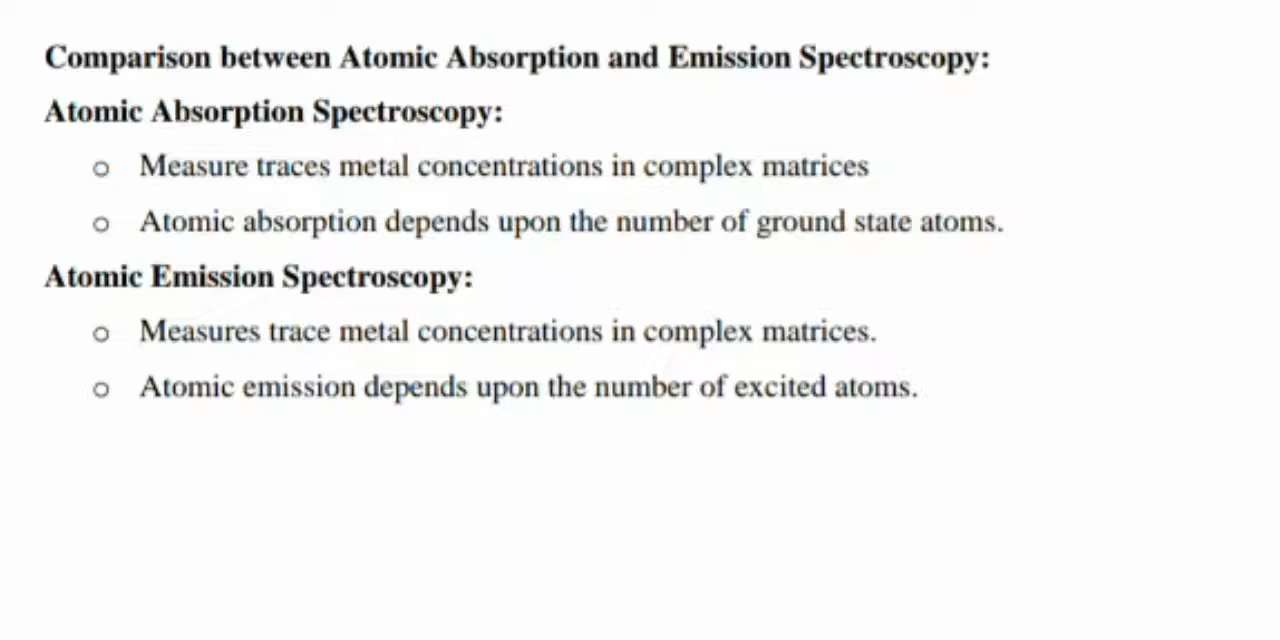 Comparison between Atomic Absorption and Emission Spectroscopy:
Atomic Absorption Spectroscopy:
o Measure traces metal concentrations in complex matrices
o Atomic absorption depends upon the number of ground state atoms.
Atomic Emission Spectroscopy:
o Measures trace metal concentrations in complex matrices.
o Atomic emission depends upon the number of excited atoms.